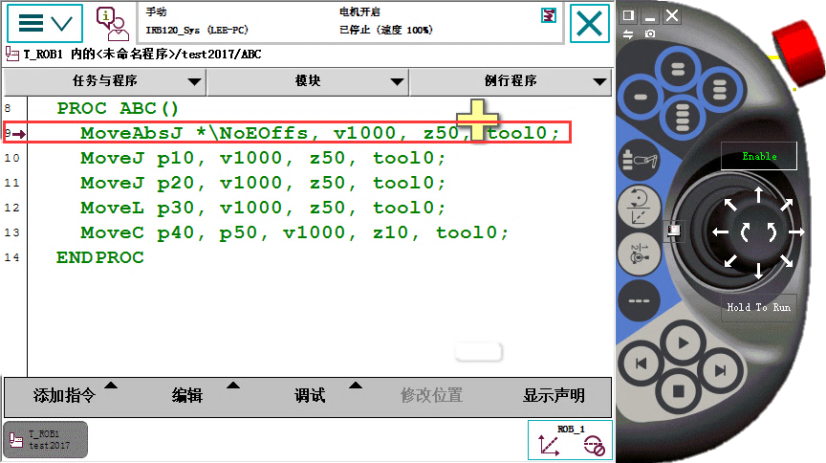 手动
电机开启
IRB120_Sys (LEE-PC)
已停止 (速度 100%)
T_ROB1 内的<未命名程序>/test2017/ABC
任务与程序
模块
例行程序
8 PROC ABC()
9 MoveAbsJ *\NoEOffs, v1000, z50, tool0;
10 MoveJ p10, v1000, z50, tool0;
11 MoveJ p20, v1000, z50, tool0;
12 MoveL p30, v1000, z50, tool0;
13 MoveC p40, p50, v1000, z10, tool0;
14 ENDPROC
添加指令
编辑
调试
修改位置
显示声明
T_ROB1
test2017
ROB_1
Enable
Hold To Run